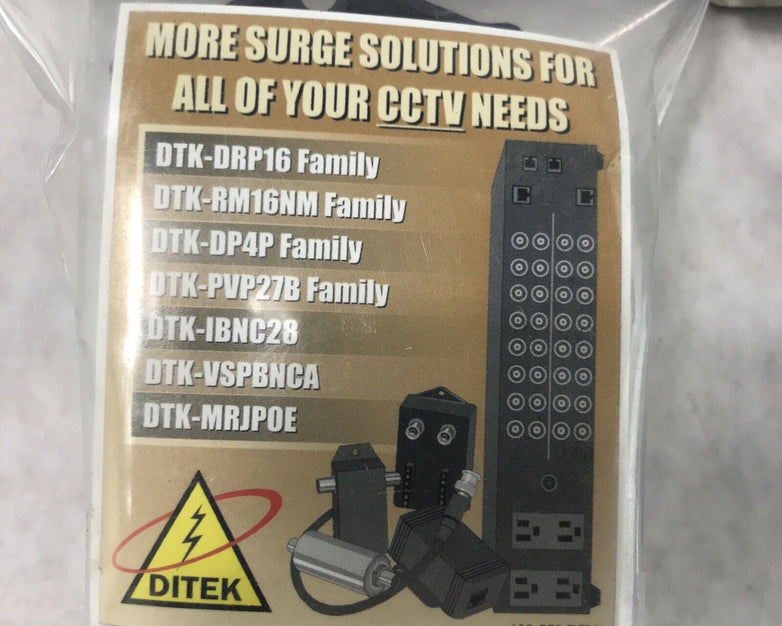 MORE SURGE SOLUTIONS FOR
ALL OF YOUR CCTV NEEDS
DTK-DRP16 Family
DTK-RM16NM Family
DTK-DP4P Family
DTK-PVP27B Family
DTK-IBNC28
DTK-VSPBNCA
DTK-MRJPOE
DITEK